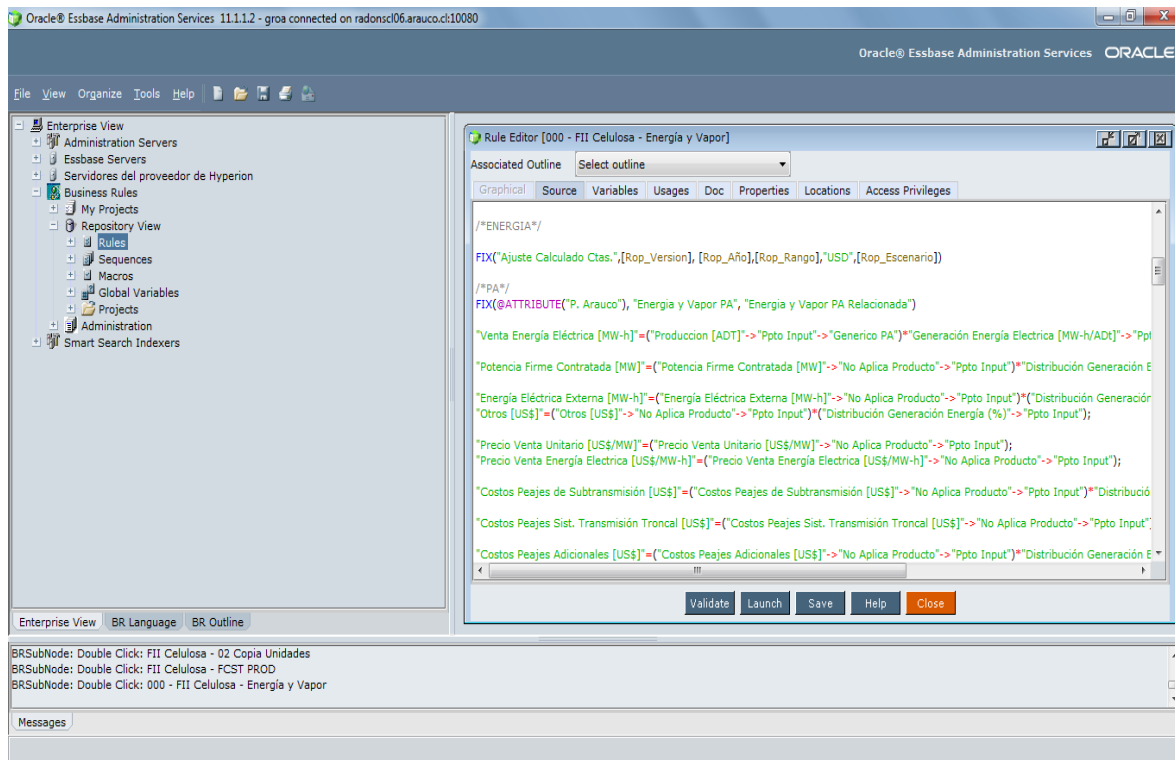 Oracle® Essbase Administration Services 11.1.1.2 - groa connected on radonscl06.arauco.cl:10080
Oracle® Essbase Administration Services ORACLE
File View Organize Tools Help
Enterprise View
Administration Servers
Essbase Servers
Servidores del proveedor de Hyperion
Business Rules
My Projects
Repository View
Rules
Sequences
Macros
Global Variables
Projects
Administration
Smart Search Indexers
Enterprise View BR Language BR Outline
Rule Editor [000 - FII Celulosa - Energía y Vapor]
Associated Outline Select outline
Graphical Source Variables Usages Doc Properties Locations Access Privileges
/*ENERGIA*/
FIX("Ajuste Calculado Ctas.",[Rop_Version], [Rop_Año],[Rop_Rango],"USD",[Rop_Escenario])
/*PA*/
FIX(@ATTRIBUTE("P. Arauco"), "Energia y Vapor PA", "Energia y Vapor PA Relacionada")
"Venta Energía Eléctrica [MW-h]"=("Produccion [ADT]"->"Ppto Input"->"Generico PA")*"Generación Energía Electrica [MW-h/ADt]"->"Ppt
"Potencia Firme Contratada [MW]"=("Potencia Firme Contratada [MW]"->"No Aplica Producto"->"Ppto Input")*"Distribución Generación E
"Energía Eléctrica Externa [MW-h]"=("Energía Eléctrica Externa [MW-h]"->"No Aplica Producto"->"Ppto Input")*("Distribución Generación
"Otros [US$]"=("Otros [US$]"->"No Aplica Producto"->"Ppto Input")*("Distribución Generación Energía (%)"->"Ppto Input");
"Precio Venta Unitario [US$/MW]"=("Precio Venta Unitario [US$/MW]"->"No Aplica Producto"->"Ppto Input");
"Precio Venta Energía Electrica [US$/MW-h]"=("Precio Venta Energía Electrica [US$/MW-h]"->"No Aplica Producto"->"Ppto Input");
"Costos Peajes de Subtransmisión [US$]"=("Costos Peajes de Subtransmisión [US$]"->"No Aplica Producto"->"Ppto Input")*"Distribució
"Costos Peajes Sist. Transmisión Troncal [US$]"=("Costos Peajes Sist. Transmisión Troncal [US$]"->"No Aplica Producto"->"Ppto Input"
"Costos Peajes Adicionales [US$]"=("Costos Peajes Adicionales [US$]"->"No Aplica Producto"->"Ppto Input")*"Distribución Generación E
Validate Launch Save Help Close
BRSubNode: Double Click: FII Celulosa - 02 Copia Unidades
BRSubNode: Double Click: FII Celulosa - FCST PROD
BRSubNode: Double Click: 000 - FII Celulosa - Energía y Vapor
Messages